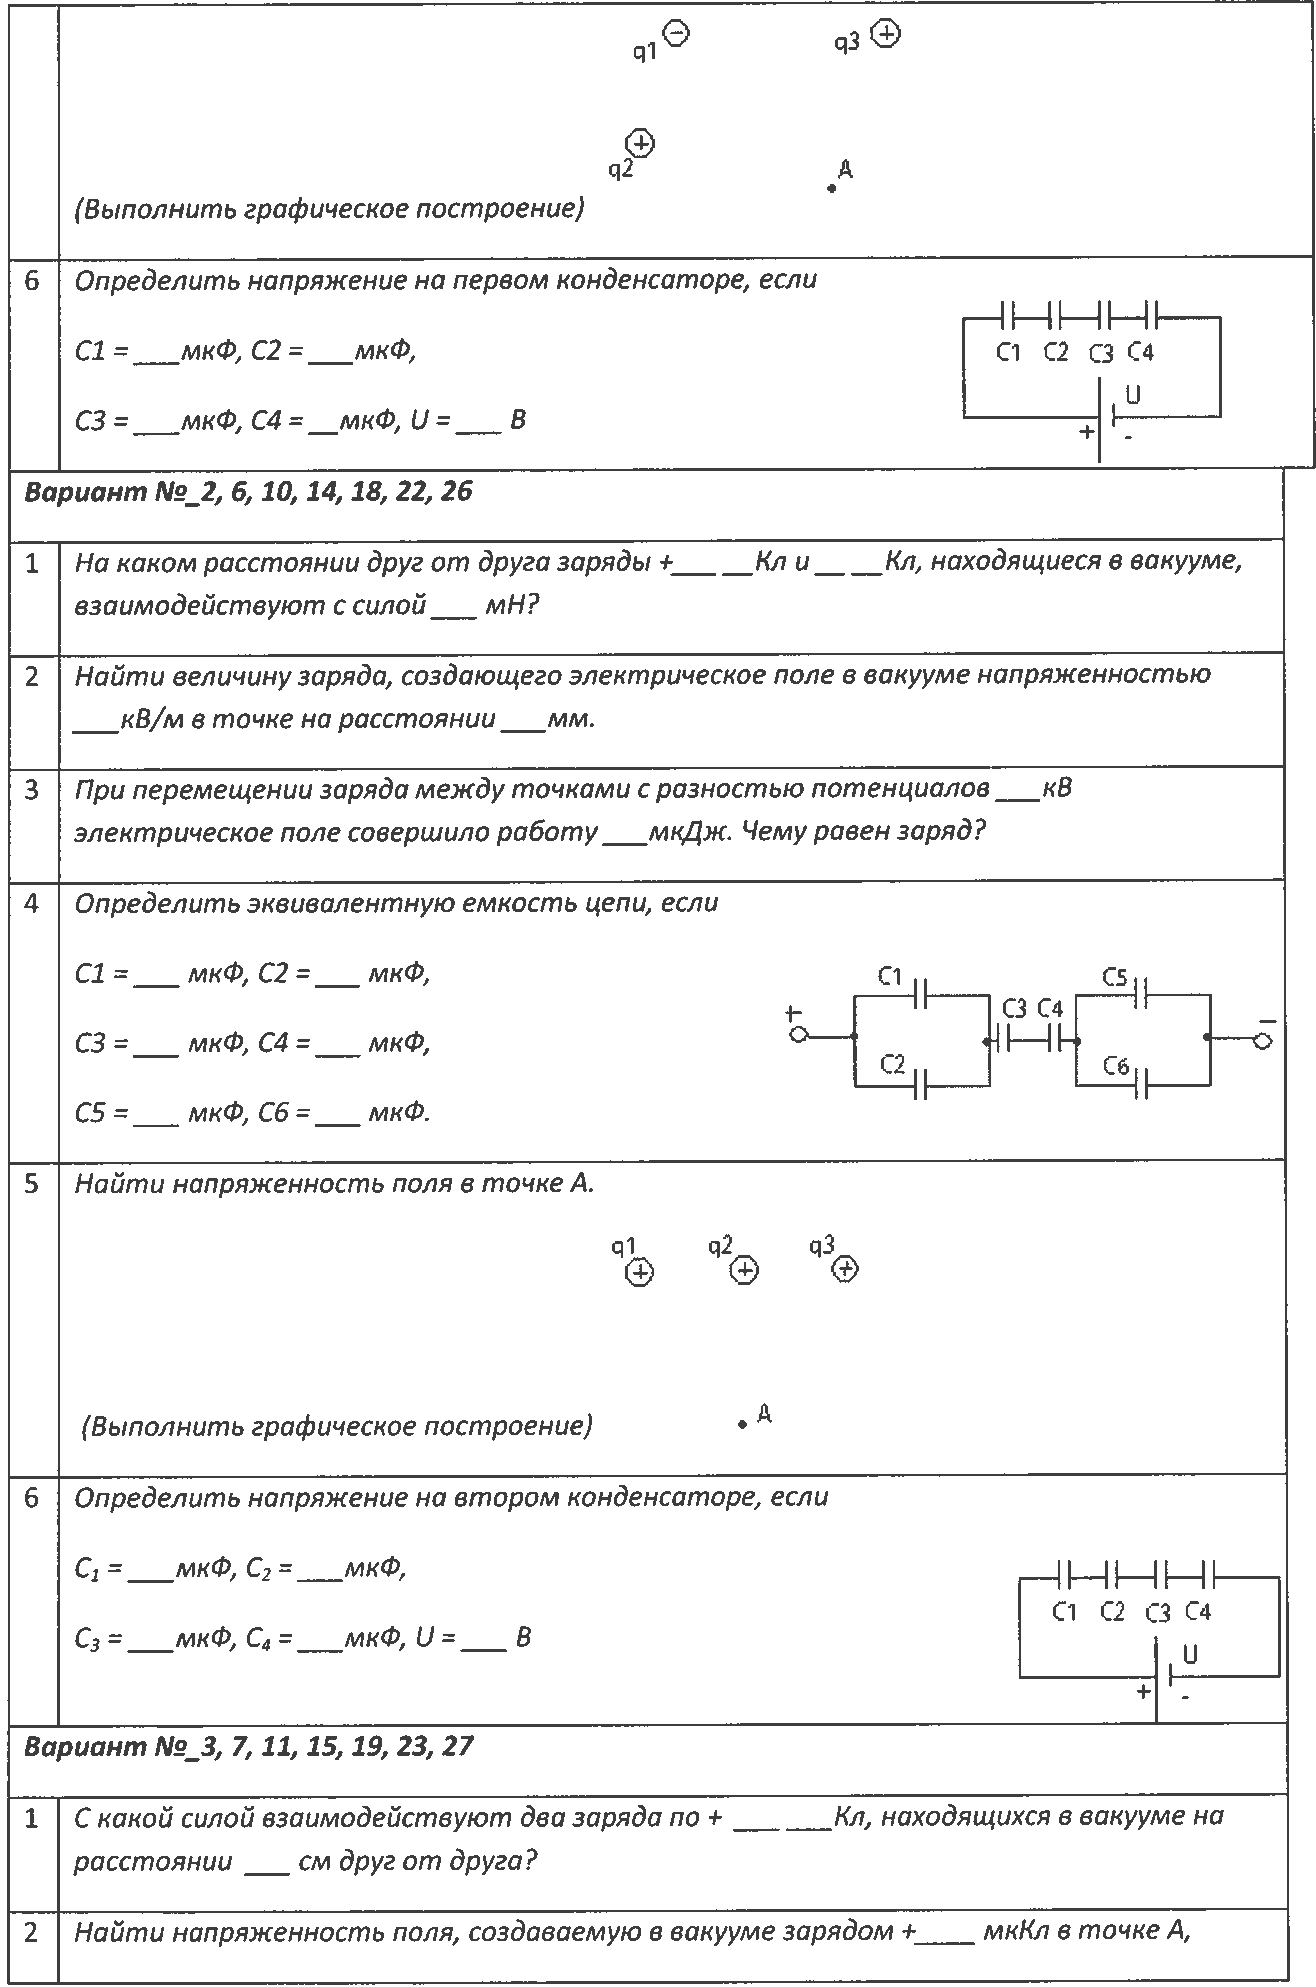 q1 − q3 +
q2 +
A
(Выполнить графическое построение)
6 Определить напряжение на первом конденсаторе, если
C1 = ___мкФ, C2 = ___мкФ,
C3 = ___мкФ, C4 = __мкФ, U = ___ В
C1 C2 C3 C4
U
+ -
Вариант №_2, 6, 10, 14, 18, 22, 26
1 На каком расстоянии друг от друга заряды +___ __Кл и __ __Кл, находящиеся в вакууме,
взаимодействуют с силой ___ мН?
2 Найти величину заряда, создающего электрическое поле в вакууме напряженностью
___кВ/м в точке на расстоянии ___мм.
3 При перемещении заряда между точками с разностью потенциалов ___кВ
электрическое поле совершило работу ___мкДж. Чему равен заряд?
4 Определить эквивалентную емкость цепи, если
C1 = ___ мкФ, C2 = ___ мкФ,
C3 = ___ мкФ, C4 = ___ мкФ,
C5 = ___ мкФ, C6 = ___ мкФ.
C1 C5
+ C3 C4 −
C2 C6
5 Найти напряженность поля в точке А.
q1 q2 q3
+ + +
A
(Выполнить графическое построение)
6 Определить напряжение на втором конденсаторе, если
C₁ = ___мкФ, C₂ = ___мкФ,
C₃ = ___мкФ, C₄ = ___мкФ, U = ___ В
C1 C2 C3 C4
U
+ -
Вариант №_3, 7, 11, 15, 19, 23, 27
1 С какой силой взаимодействуют два заряда по + ___ ___Кл, находящихся в вакууме на
расстоянии ___ см друг от друга?
2 Найти напряженность поля, создаваемую в вакууме зарядом +____ мкКл в точке А,